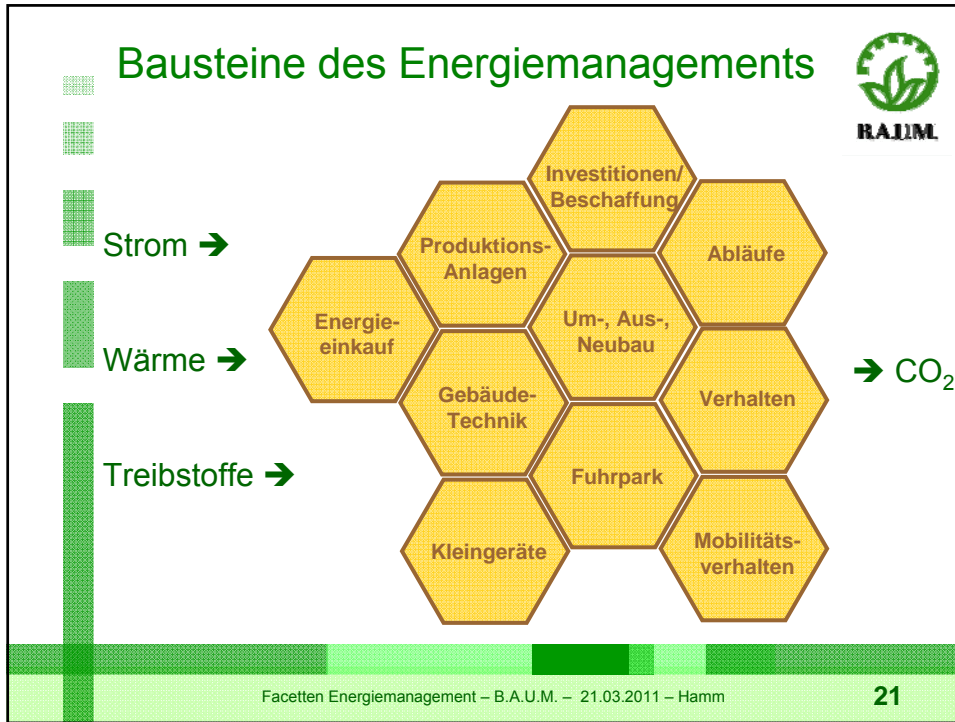 Bausteine des Energiemanagements
B.A.U.M.
Strom ➔
Wärme ➔
Treibstoffe ➔
Investitionen/
Beschaffung
Produktions-
Anlagen
Abläufe
Energie-
einkauf
Um-, Aus-,
Neubau
Gebäude-
Technik
Verhalten
Fuhrpark
Kleingeräte
Mobilitäts-
verhalten
➔ CO₂
Facetten Energiemanagement – B.A.U.M. – 21.03.2011 – Hamm
21